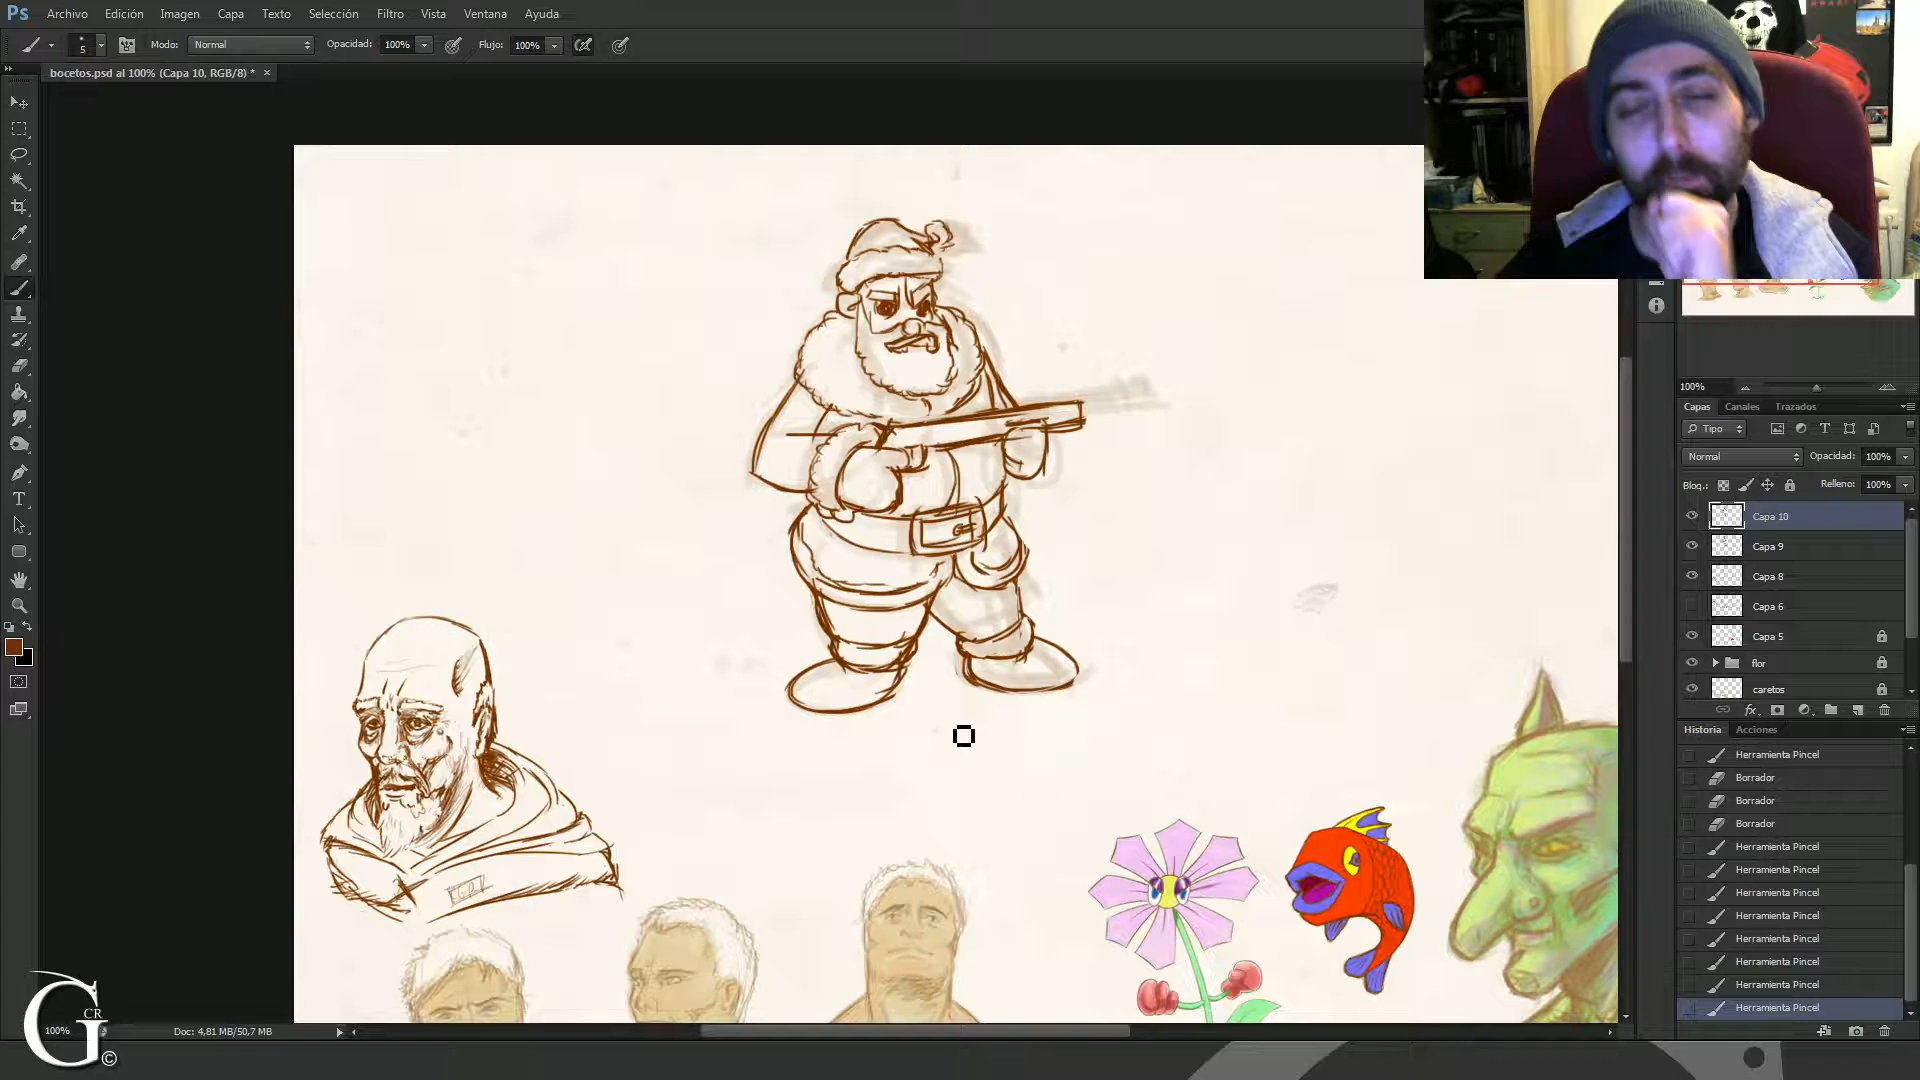 Ps Archivo Edición Imagen Capa Texto Selección Filtro Vista Ventana Ayuda
5 Modo: Normal Opacidad: 100% Flujo: 100%
bocetos.psd al 100% (Capa 10, RGB/8) * ×
100%
Capas Canales Trazados
Tipo
Normal Opacidad: 100%
Bloq.: Relleno: 100%
Capa 10
Capa 9
Capa 8
Capa 6
Capa 5
flor
caretos
fx
Historia Acciones
Herramienta Pincel
Borrador
Borrador
Borrador
Herramienta Pincel
Herramienta Pincel
Herramienta Pincel
Herramienta Pincel
Herramienta Pincel
Herramienta Pincel
Herramienta Pincel
Herramienta Pincel
G CR ©
100% Doc: 4,81 MB/50,7 MB